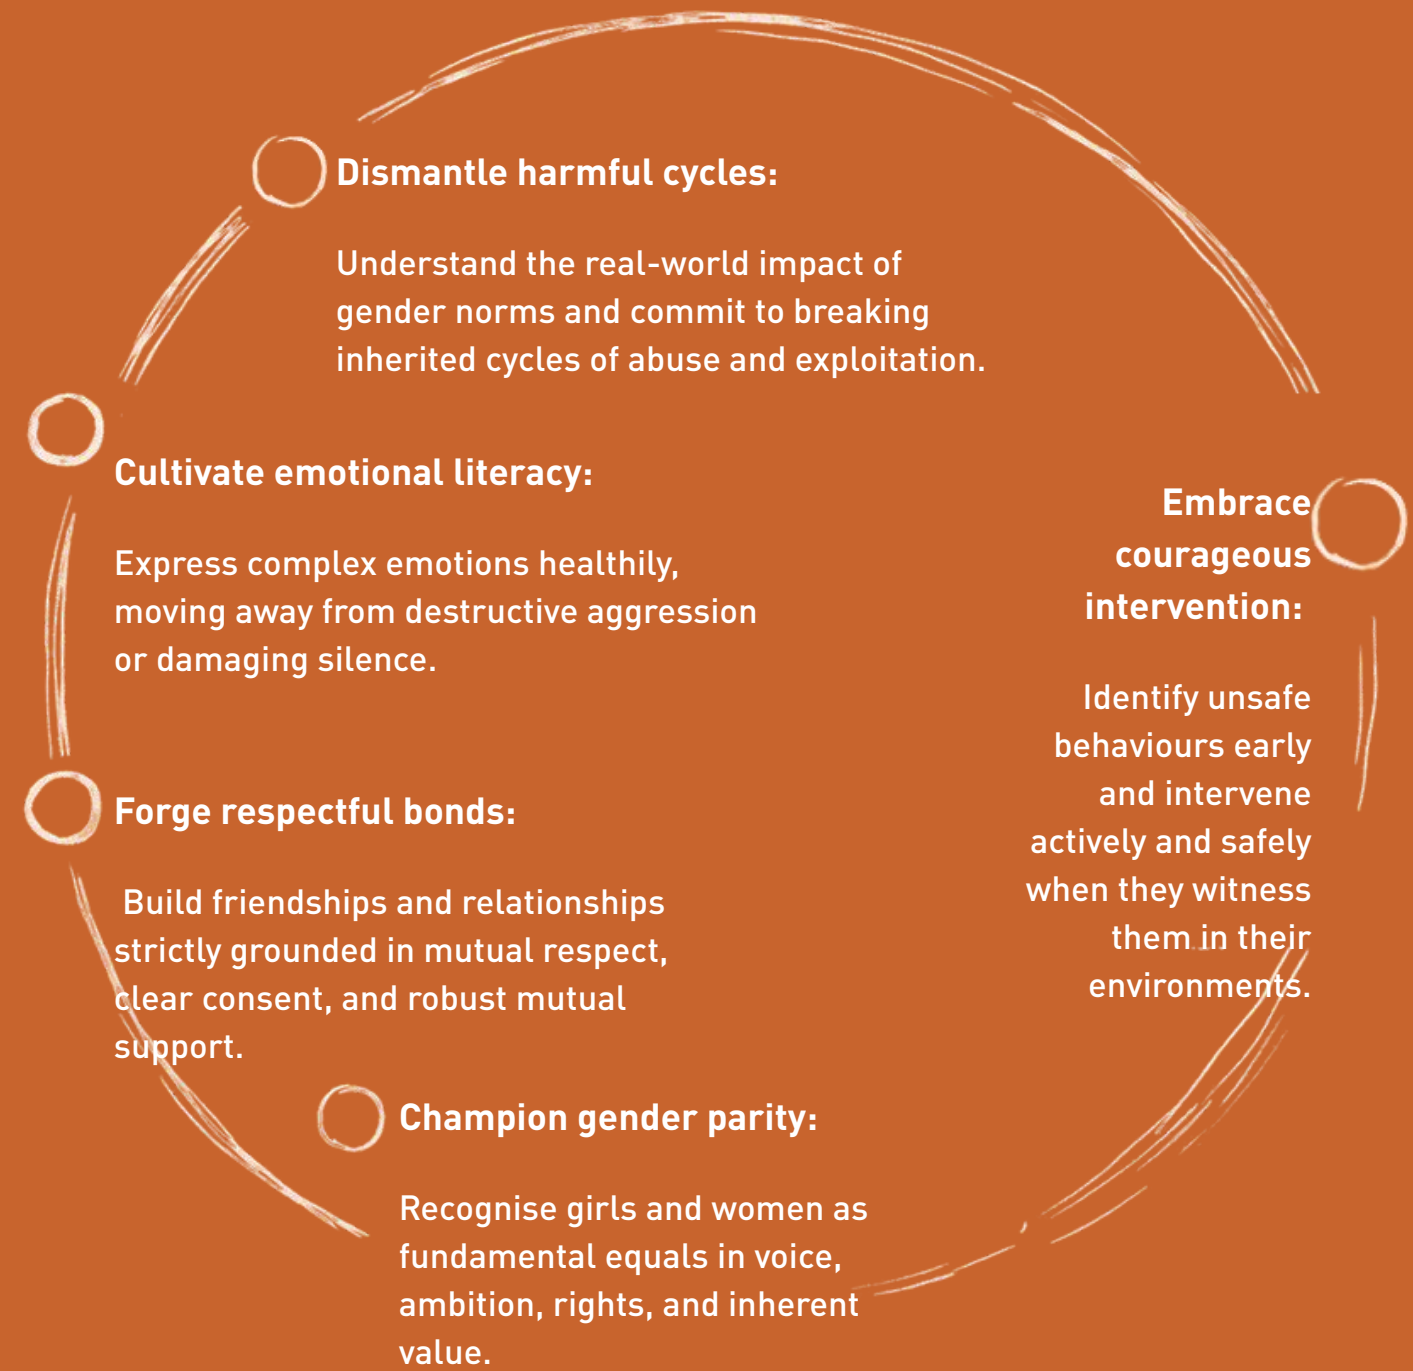 Dismantle harmful cycles:
Understand the real-world impact of
gender norms and commit to breaking
inherited cycles of abuse and exploitation.
Cultivate emotional literacy:
Express complex emotions healthily,
moving away from destructive aggression
or damaging silence.
Forge respectful bonds:
Build friendships and relationships
strictly grounded in mutual respect,
clear consent, and robust mutual
support.
Champion gender parity:
Recognise girls and women as
fundamental equals in voice,
ambition, rights, and inherent
value.
Embrace
courageous
intervention:
Identify unsafe
behaviours early
and intervene
actively and safely
when they witness
them in their
environments.